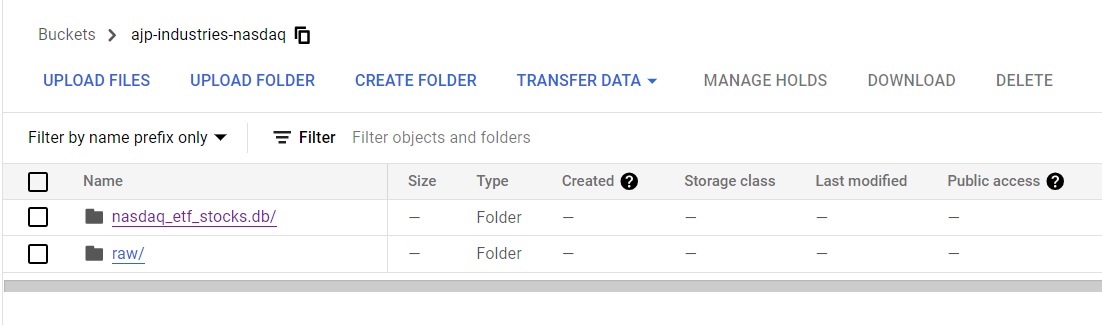 Buckets > ajp-industries-nasdaq
UPLOAD FILES UPLOAD FOLDER CREATE FOLDER TRANSFER DATA MANAGE HOLDS DOWNLOAD DELETE
Filter by name prefix only Filter Filter objects and folders
Name Size Type Created ? Storage class Last modified Public access ?
nasdaq_etf_stocks.db/ — Folder — — — —
raw/ — Folder — — — —